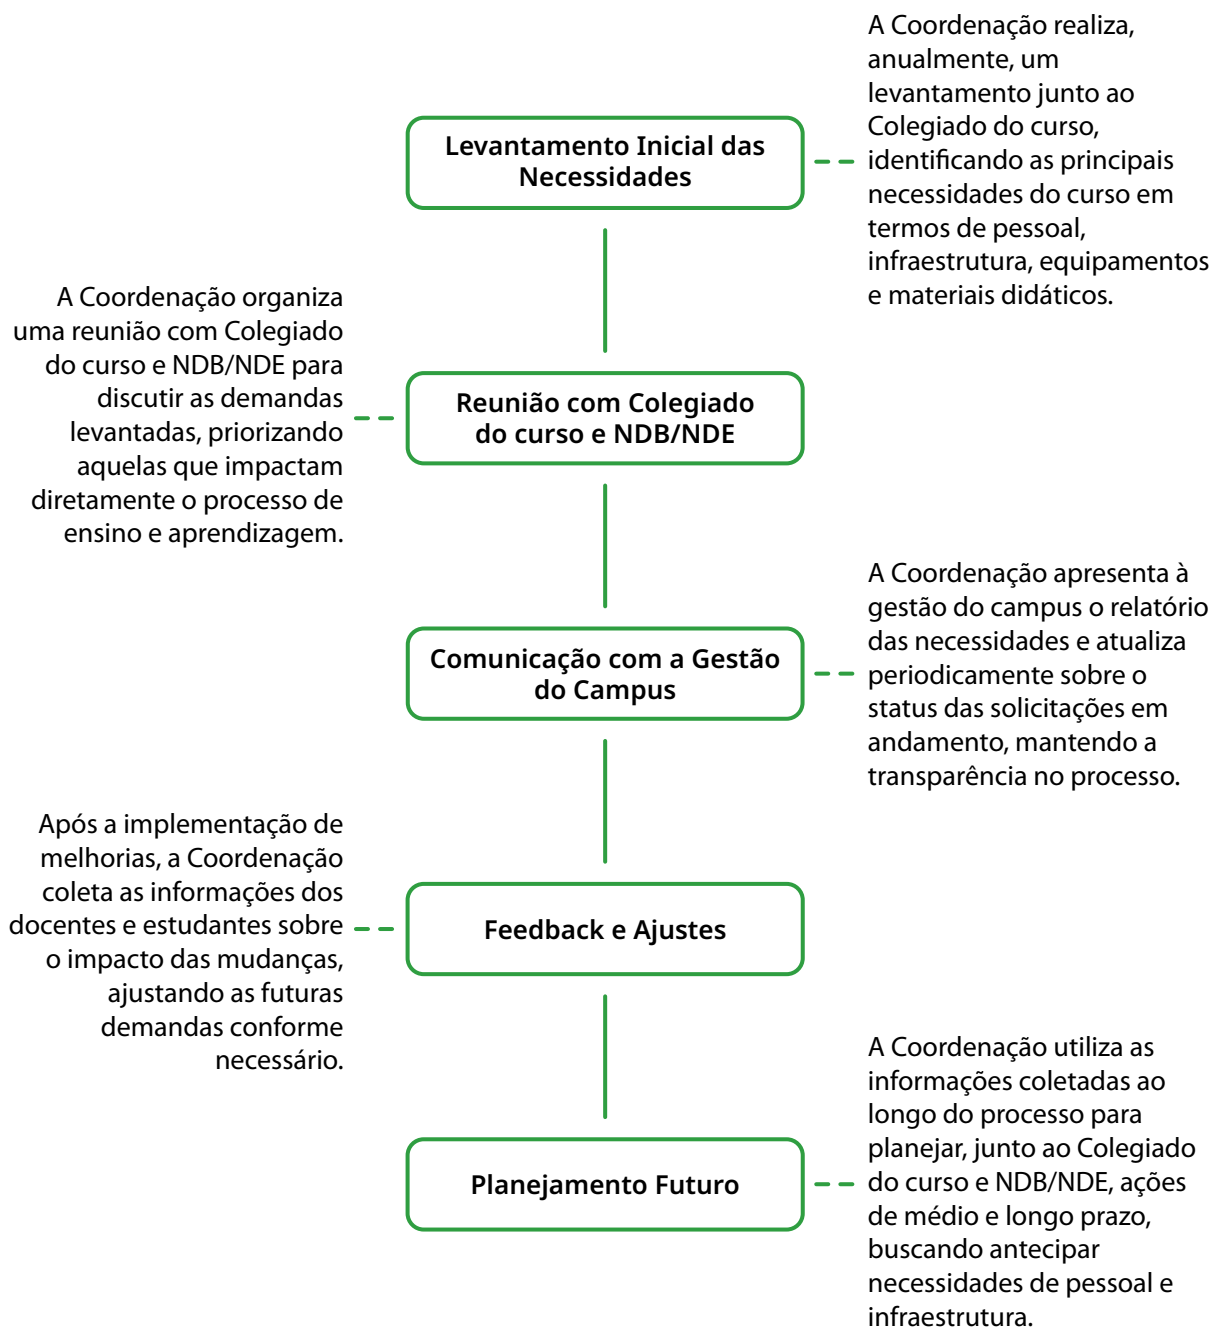 A Coordenação realiza,
anualmente, um
levantamento junto ao
Colegiado do curso,
identificando as principais
necessidades do curso em
termos de pessoal,
infraestrutura, equipamentos
e materiais didáticos.
Levantamento Inicial das
Necessidades
A Coordenação organiza
uma reunião com Colegiado
do curso e NDB/NDE para
discutir as demandas
levantadas, priorizando
aquelas que impactam
diretamente o processo de
ensino e aprendizagem.
Reunião com Colegiado
do curso e NDB/NDE
A Coordenação apresenta à
gestão do campus o relatório
das necessidades e atualiza
periodicamente sobre o
status das solicitações em
andamento, mantendo a
transparência no processo.
Comunicação com a Gestão
do Campus
Após a implementação de
melhorias, a Coordenação
coleta as informações dos
docentes e estudantes sobre
o impacto das mudanças,
ajustando as futuras
demandas conforme
necessário.
Feedback e Ajustes
A Coordenação utiliza as
informações coletadas ao
longo do processo para
planejar, junto ao Colegiado
do curso e NDB/NDE, ações
de médio e longo prazo,
buscando antecipar
necessidades de pessoal e
infraestrutura.
Planejamento Futuro